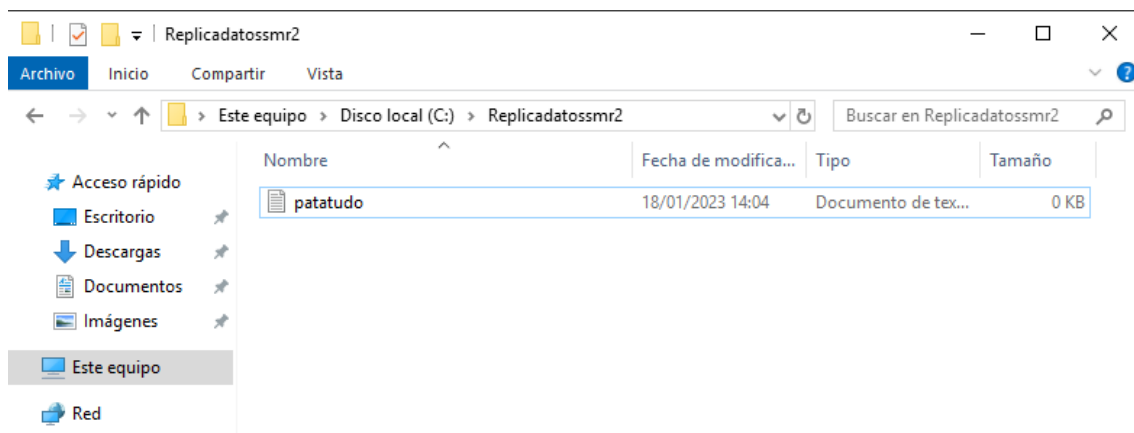 Replicadatossmr2
Archivo Inicio Compartir Vista
Este equipo > Disco local (C:) > Replicadatossmr2 Buscar en Replicadatossmr2
Nombre Fecha de modifica... Tipo Tamaño
Acceso rápido
patatudo 18/01/2023 14:04 Documento de tex... 0 KB
Escritorio
Descargas
Documentos
Imágenes
Este equipo
Red